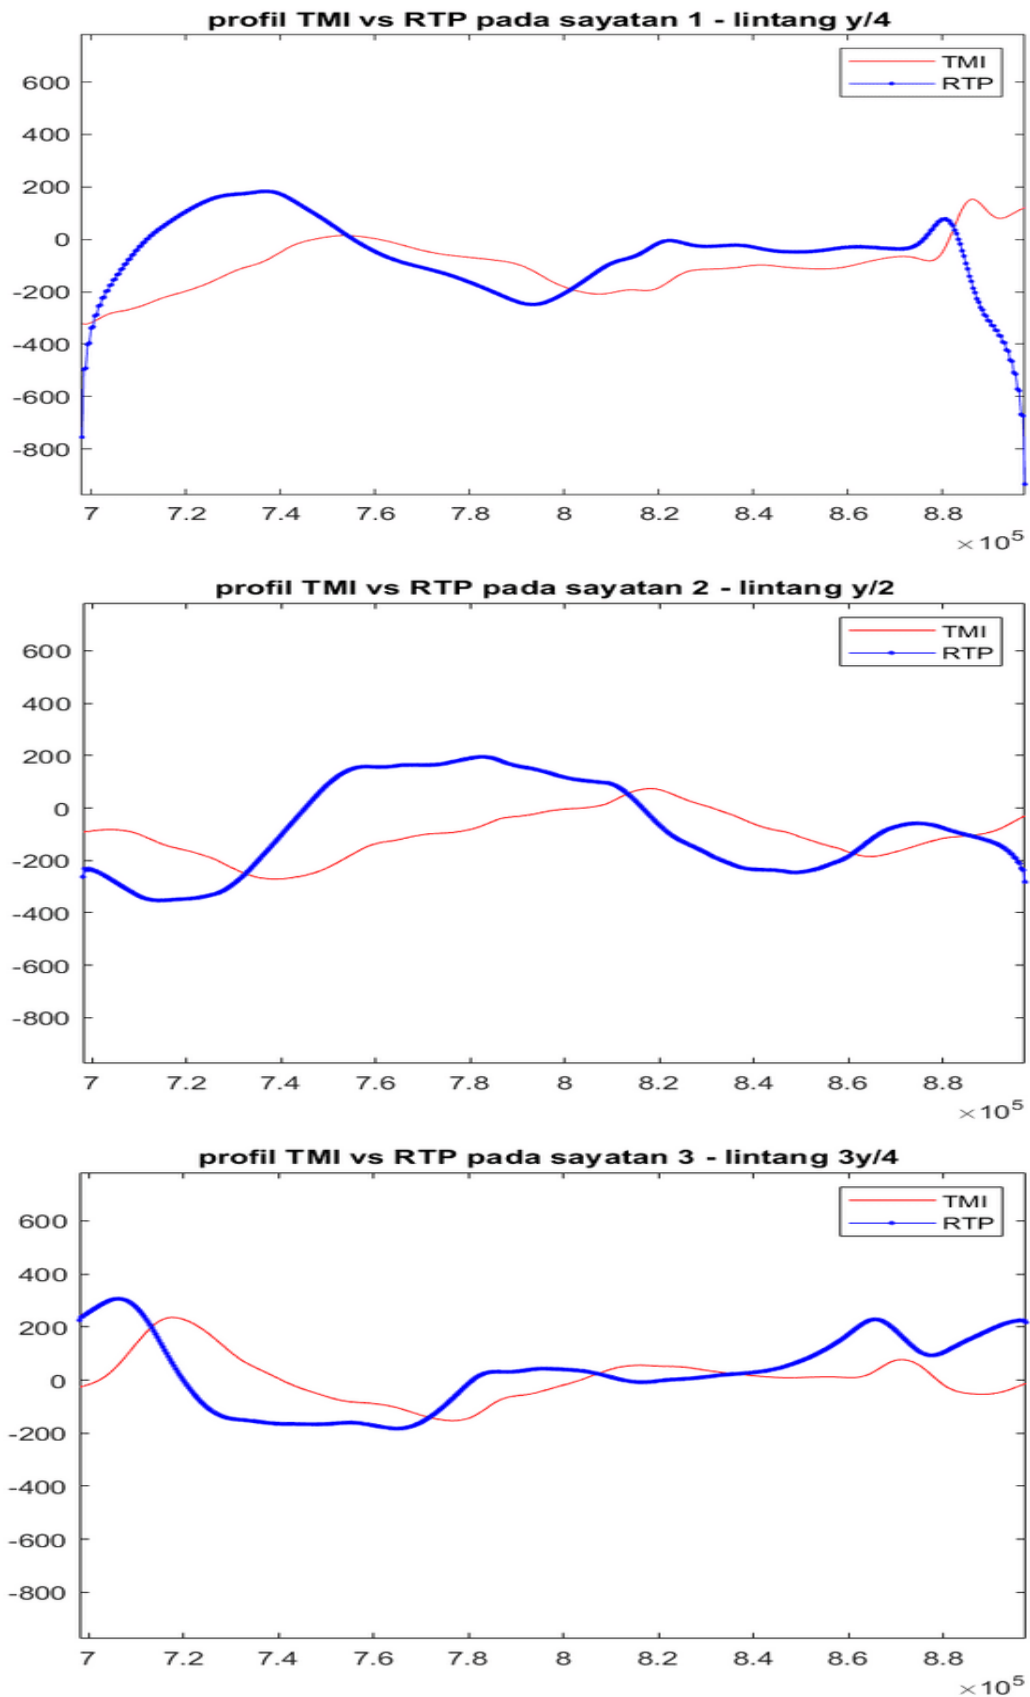 profil TMI vs RTP pada sayatan 1 - lintang y/4
TMI
RTP
600
400
200
0
-200
-400
-600
-800
7 7.2 7.4 7.6 7.8 8 8.2 8.4 8.6 8.8
×10^5
profil TMI vs RTP pada sayatan 2 - lintang y/2
TMI
RTP
600
400
200
0
-200
-400
-600
-800
7 7.2 7.4 7.6 7.8 8 8.2 8.4 8.6 8.8
×10^5
profil TMI vs RTP pada sayatan 3 - lintang 3y/4
TMI
RTP
600
400
200
0
-200
-400
-600
-800
7 7.2 7.4 7.6 7.8 8 8.2 8.4 8.6 8.8
×10^5